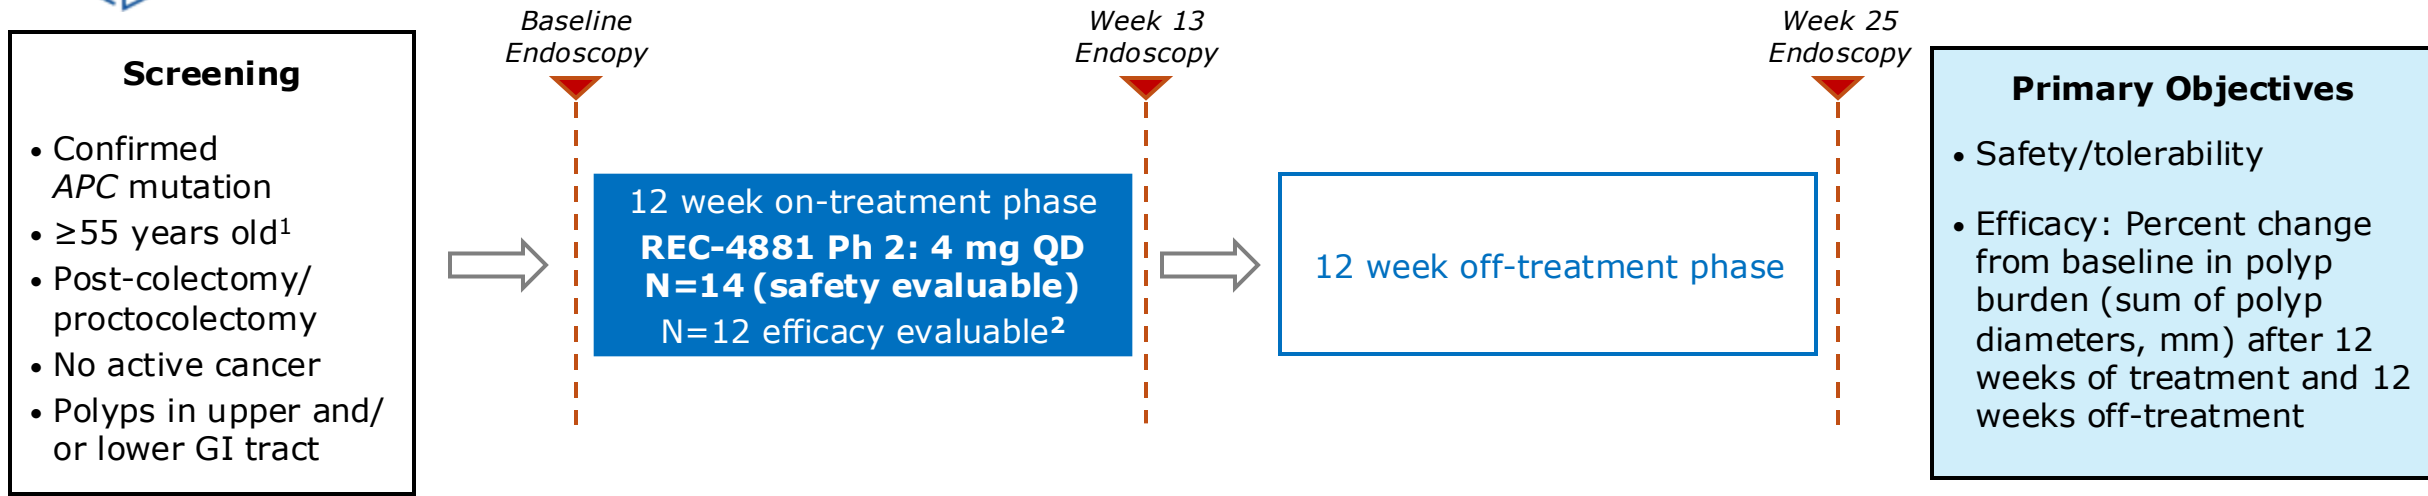 Screening
• Confirmed
APC mutation
• ≥55 years old¹
• Post-colectomy/
proctocolectomy
• No active cancer
• Polyps in upper and/
or lower GI tract
Baseline
Endoscopy
12 week on-treatment phase
REC-4881 Ph 2: 4 mg QD
N=14 (safety evaluable)
N=12 efficacy evaluable²
Week 13
Endoscopy
12 week off-treatment phase
Week 25
Endoscopy
Primary Objectives
• Safety/tolerability
• Efficacy: Percent change
from baseline in polyp
burden (sum of polyp
diameters, mm) after 12
weeks of treatment and 12
weeks off-treatment